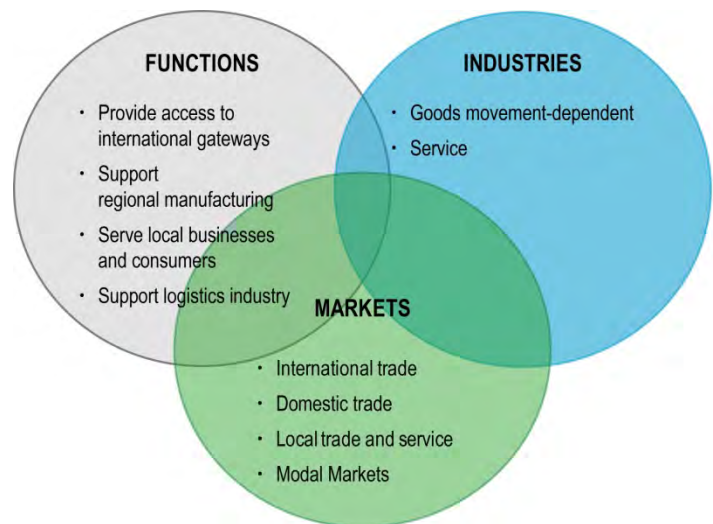 FUNCTIONS
• Provide access to
international gateways
• Support
regional manufacturing
• Serve local businesses
and consumers
• Support logistics industry
INDUSTRIES
• Goods movement-dependent
• Service
MARKETS
• International trade
• Domestic trade
• Local trade and service
• Modal Markets